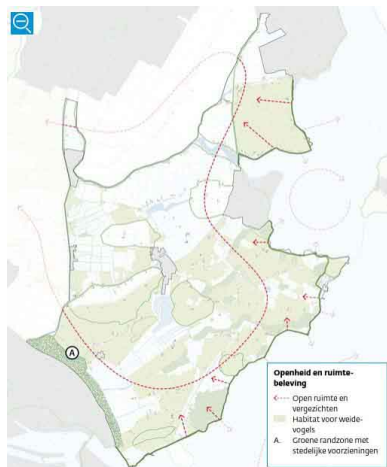 A
Openheid en ruimte-
beleving
Open ruimte en
vergezichten
Habitat voor weide-
vogels
A. Groene randzone met
stedelijke voorzieningen